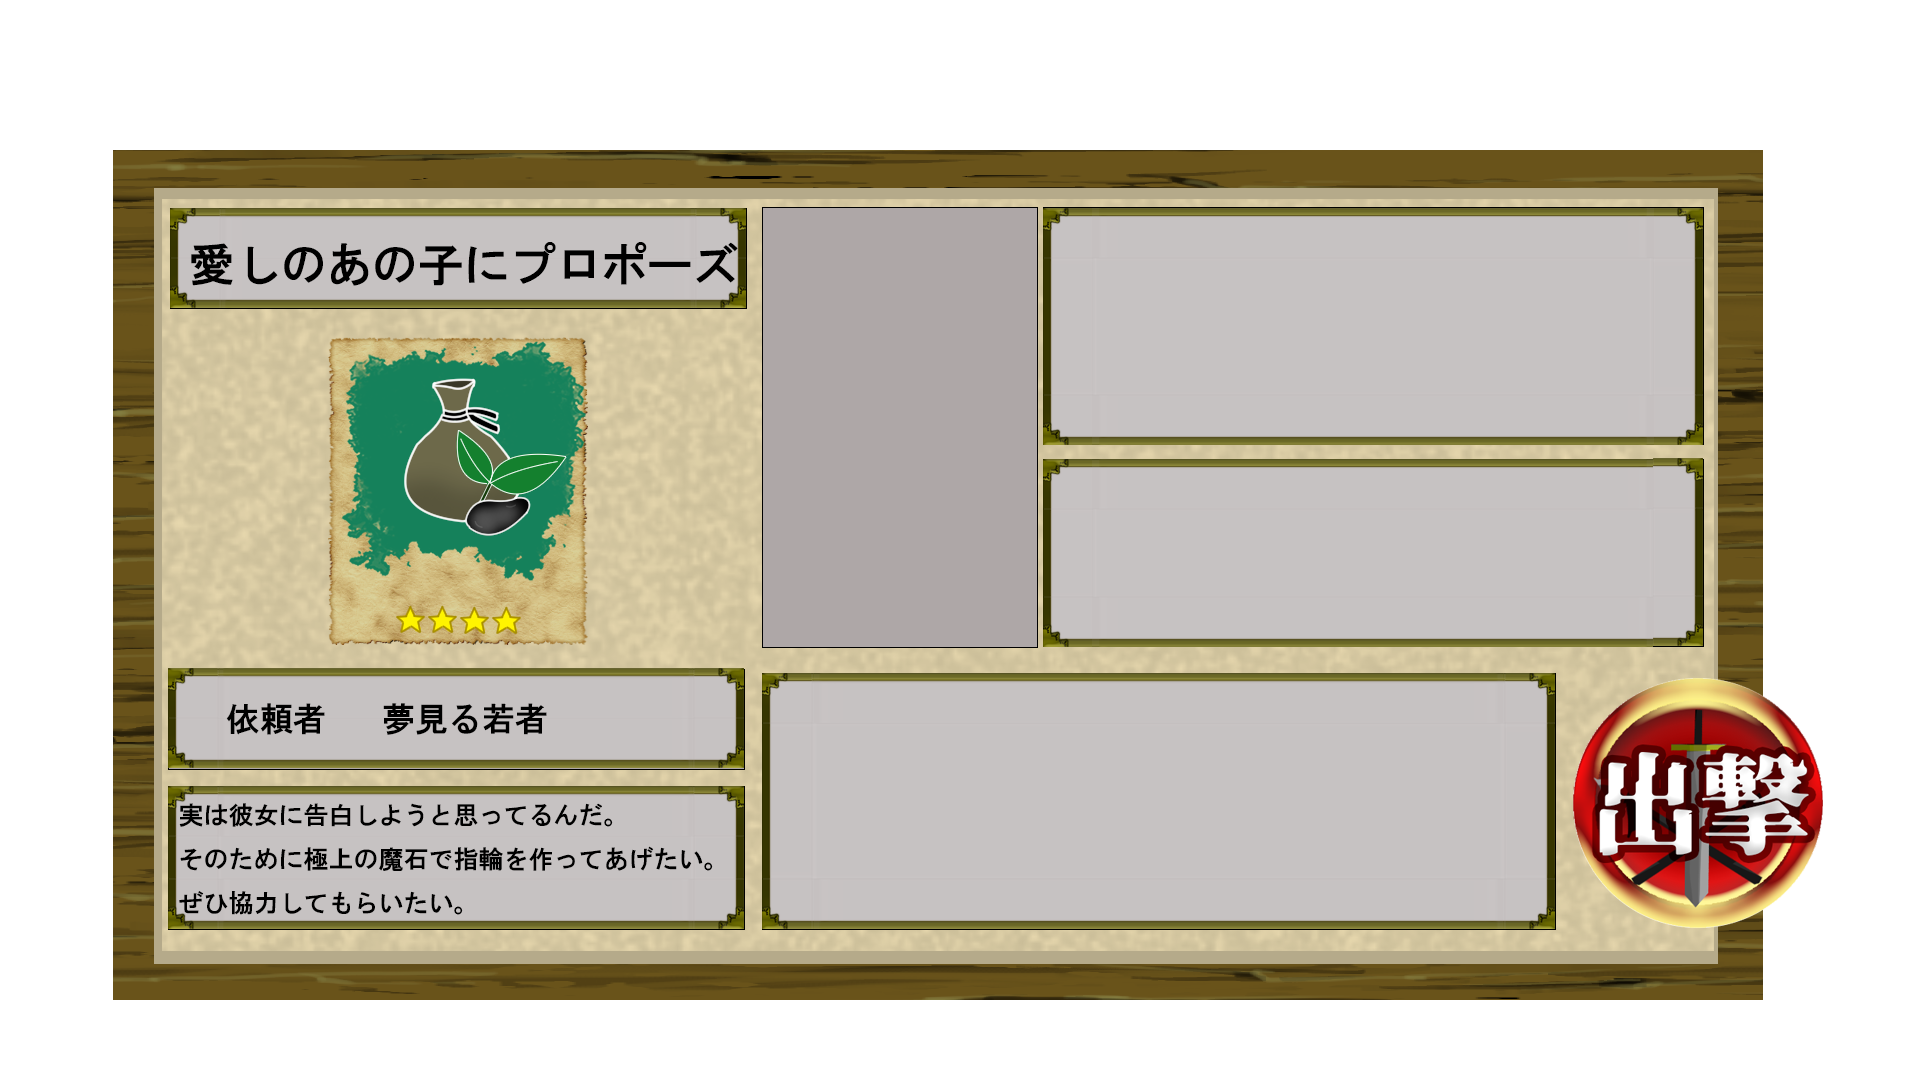 愛しのあの子にプロポーズ
依頼者　夢見る若者
実は彼女に告白しようと思ってるんだ。
そのために極上の魔石で指輪を作ってあげたい。
ぜひ協力してもらいたい。
出撃